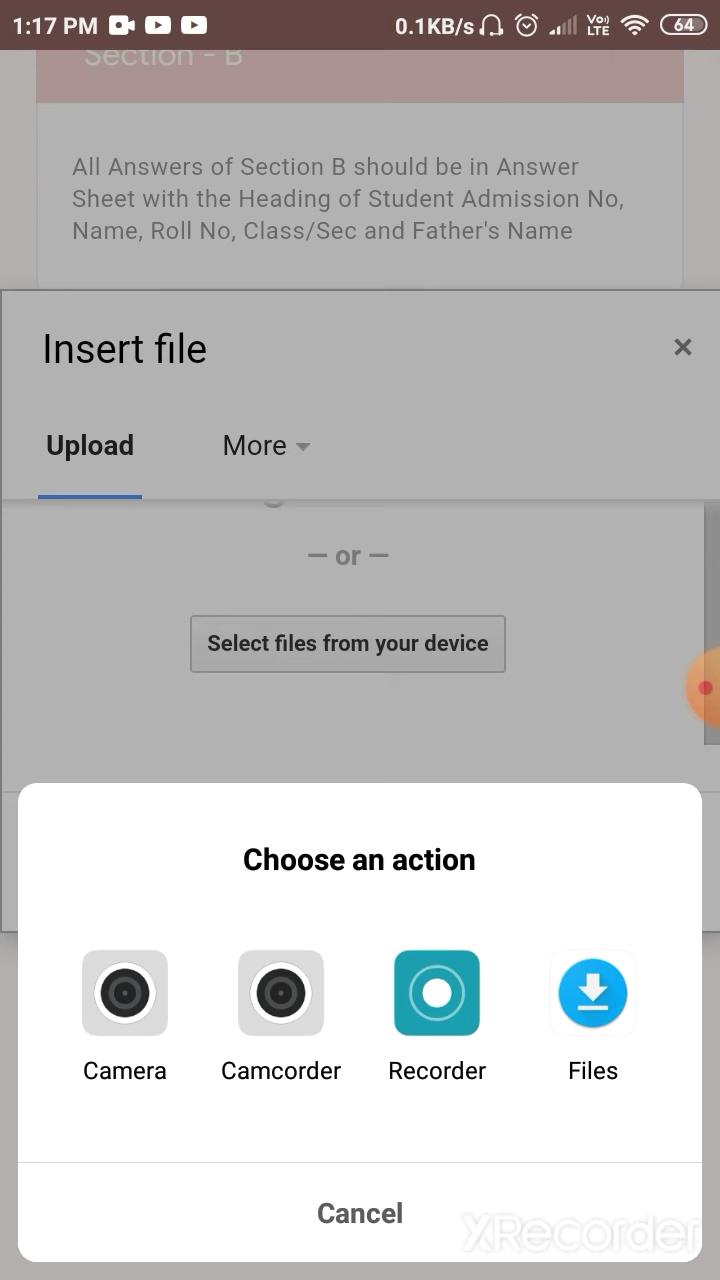 1:17 PM
0.1KB/s
Vo)) LTE
64
Section - B
All Answers of Section B should be in Answer
Sheet with the Heading of Student Admission No,
Name, Roll No, Class/Sec and Father's Name
Insert file
×
Upload
More
— or —
Select files from your device
Choose an action
Camera
Camcorder
Recorder
Files
Cancel
XRecorder